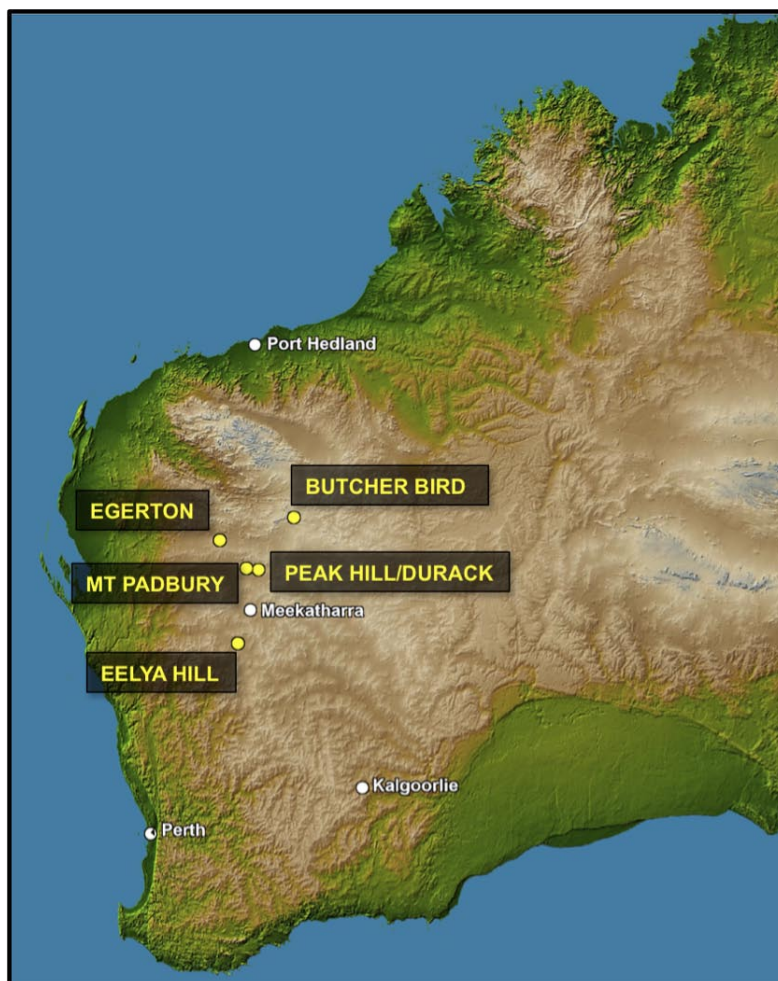 Port Hedland
BUTCHER BIRD
EGERTON
MT PADBURY
PEAK HILL/DURACK
Meekatharra
EELYA HILL
Kalgoorlie
Perth